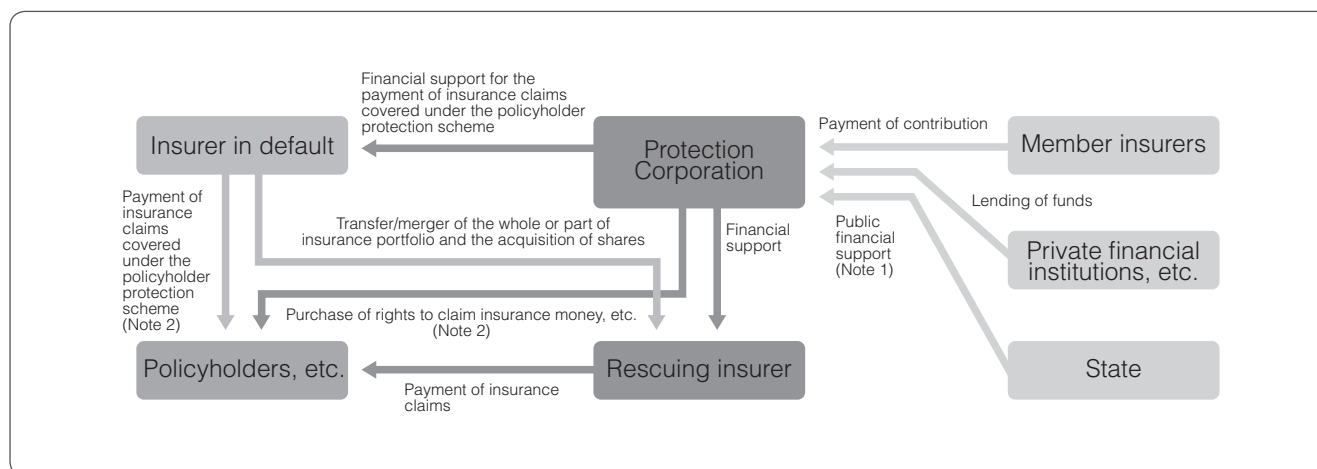 Financial support for the
payment of insurance claims
covered under the policyholder
protection scheme
Insurer in default
Protection
Corporation
Payment of contribution
Member insurers
Payment of
insurance
claims
covered
under the
policyholder
protection
scheme
(Note 2)
Transfer/merger of the whole or part of
insurance portfolio and the acquisition of shares
Financial
support
Public
financial
support
(Note 1)
Lending of funds
Private financial
institutions, etc.
Purchase of rights to claim insurance money, etc.
(Note 2)
Policyholders, etc.
Payment of insurance
claims
Rescuing insurer
State